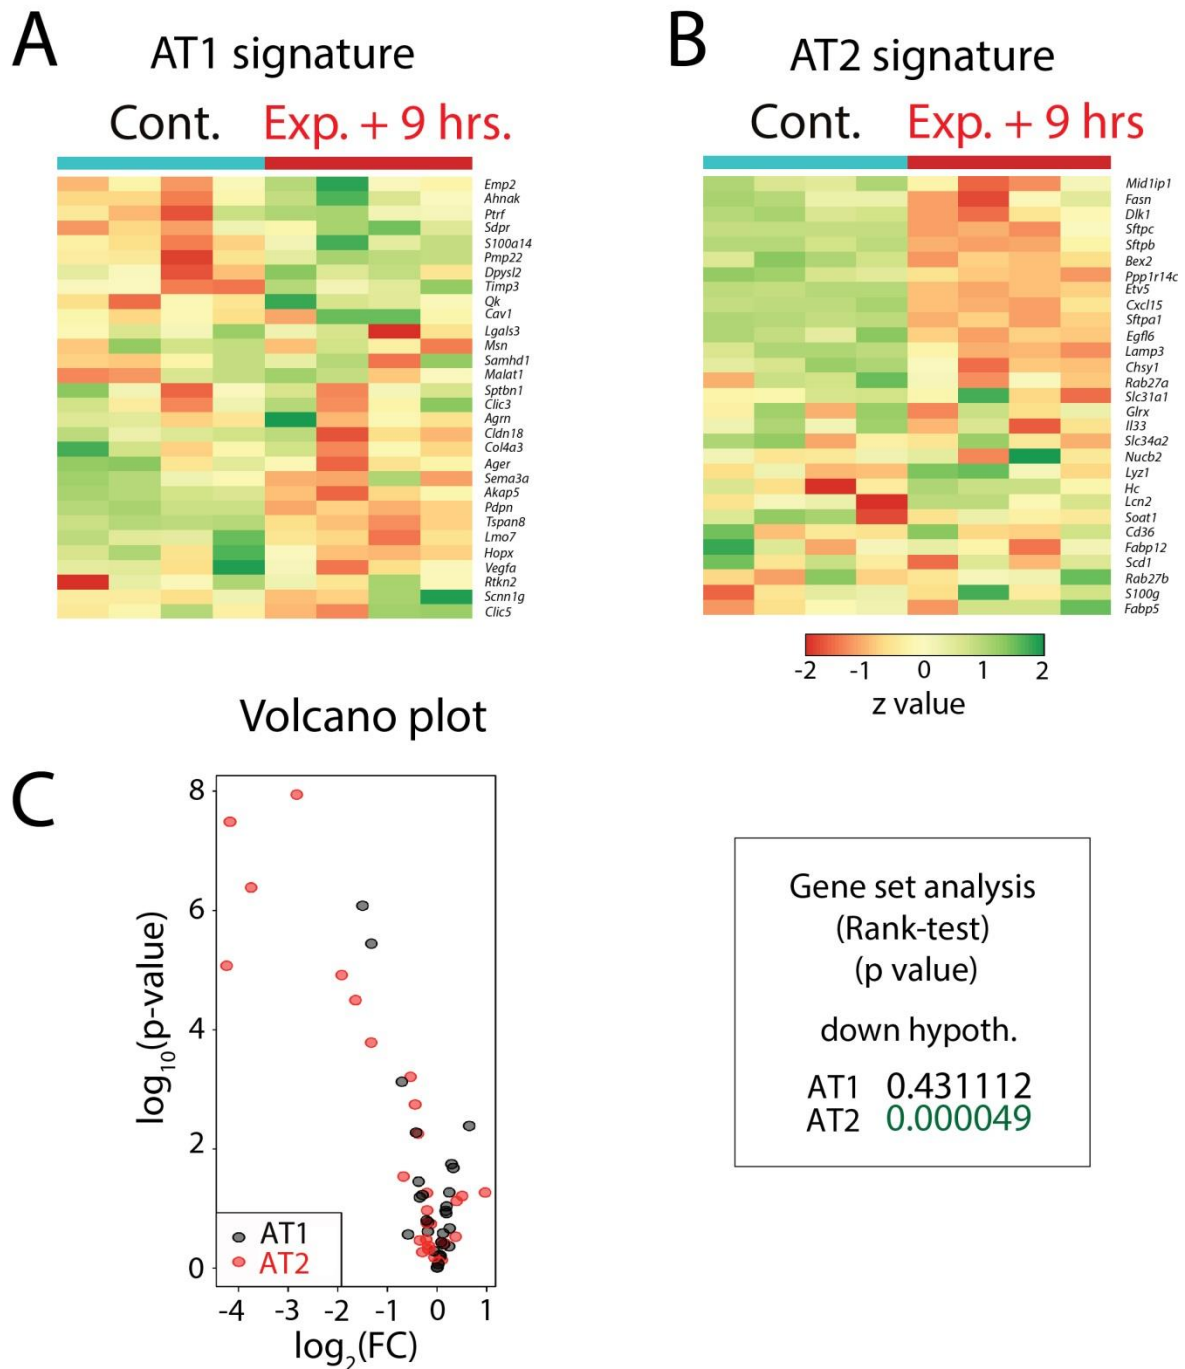 A
AT1 signature
Cont.
Exp. + 9 hrs.
Emp2
Ahnak
Ptrf
Sdpr
S100a14
Pmp22
Dpysl2
Timp3
Qk
Cav1
Lgals3
Msn
Samhd1
Malat1
Sptbn1
Clic3
Agrn
Cldn18
Col4a3
Ager
Sema3a
Akap5
Pdpn
Tspan8
Lmo7
Hopx
Vegfa
Rtkn2
Scnn1g
Clic5
B
AT2 signature
Cont.
Exp. + 9 hrs
Mid1ip1
Fasn
Dlk1
Sftpc
Sftpb
Bex2
Ppp1r14c
Etv5
Cxcl15
Sftpa1
Egfl6
Lamp3
Chsy1
Rab27a
Slc31a1
Glrx
Il33
Slc34a2
Nucb2
Lyz1
Hc
Lcn2
Soat1
Cd36
Fabp12
Scd1
Rab27b
S100g
Fabp5
-2 -1 0 1 2
z value
C
Volcano plot
log10(p-value)
8
6
4
2
0
AT1
AT2
-4 -3 -2 -1 0 1
log2(FC)
Gene set analysis
(Rank-test)
(p value)
down hypoth.
AT1 0.431112
AT2 0.000049